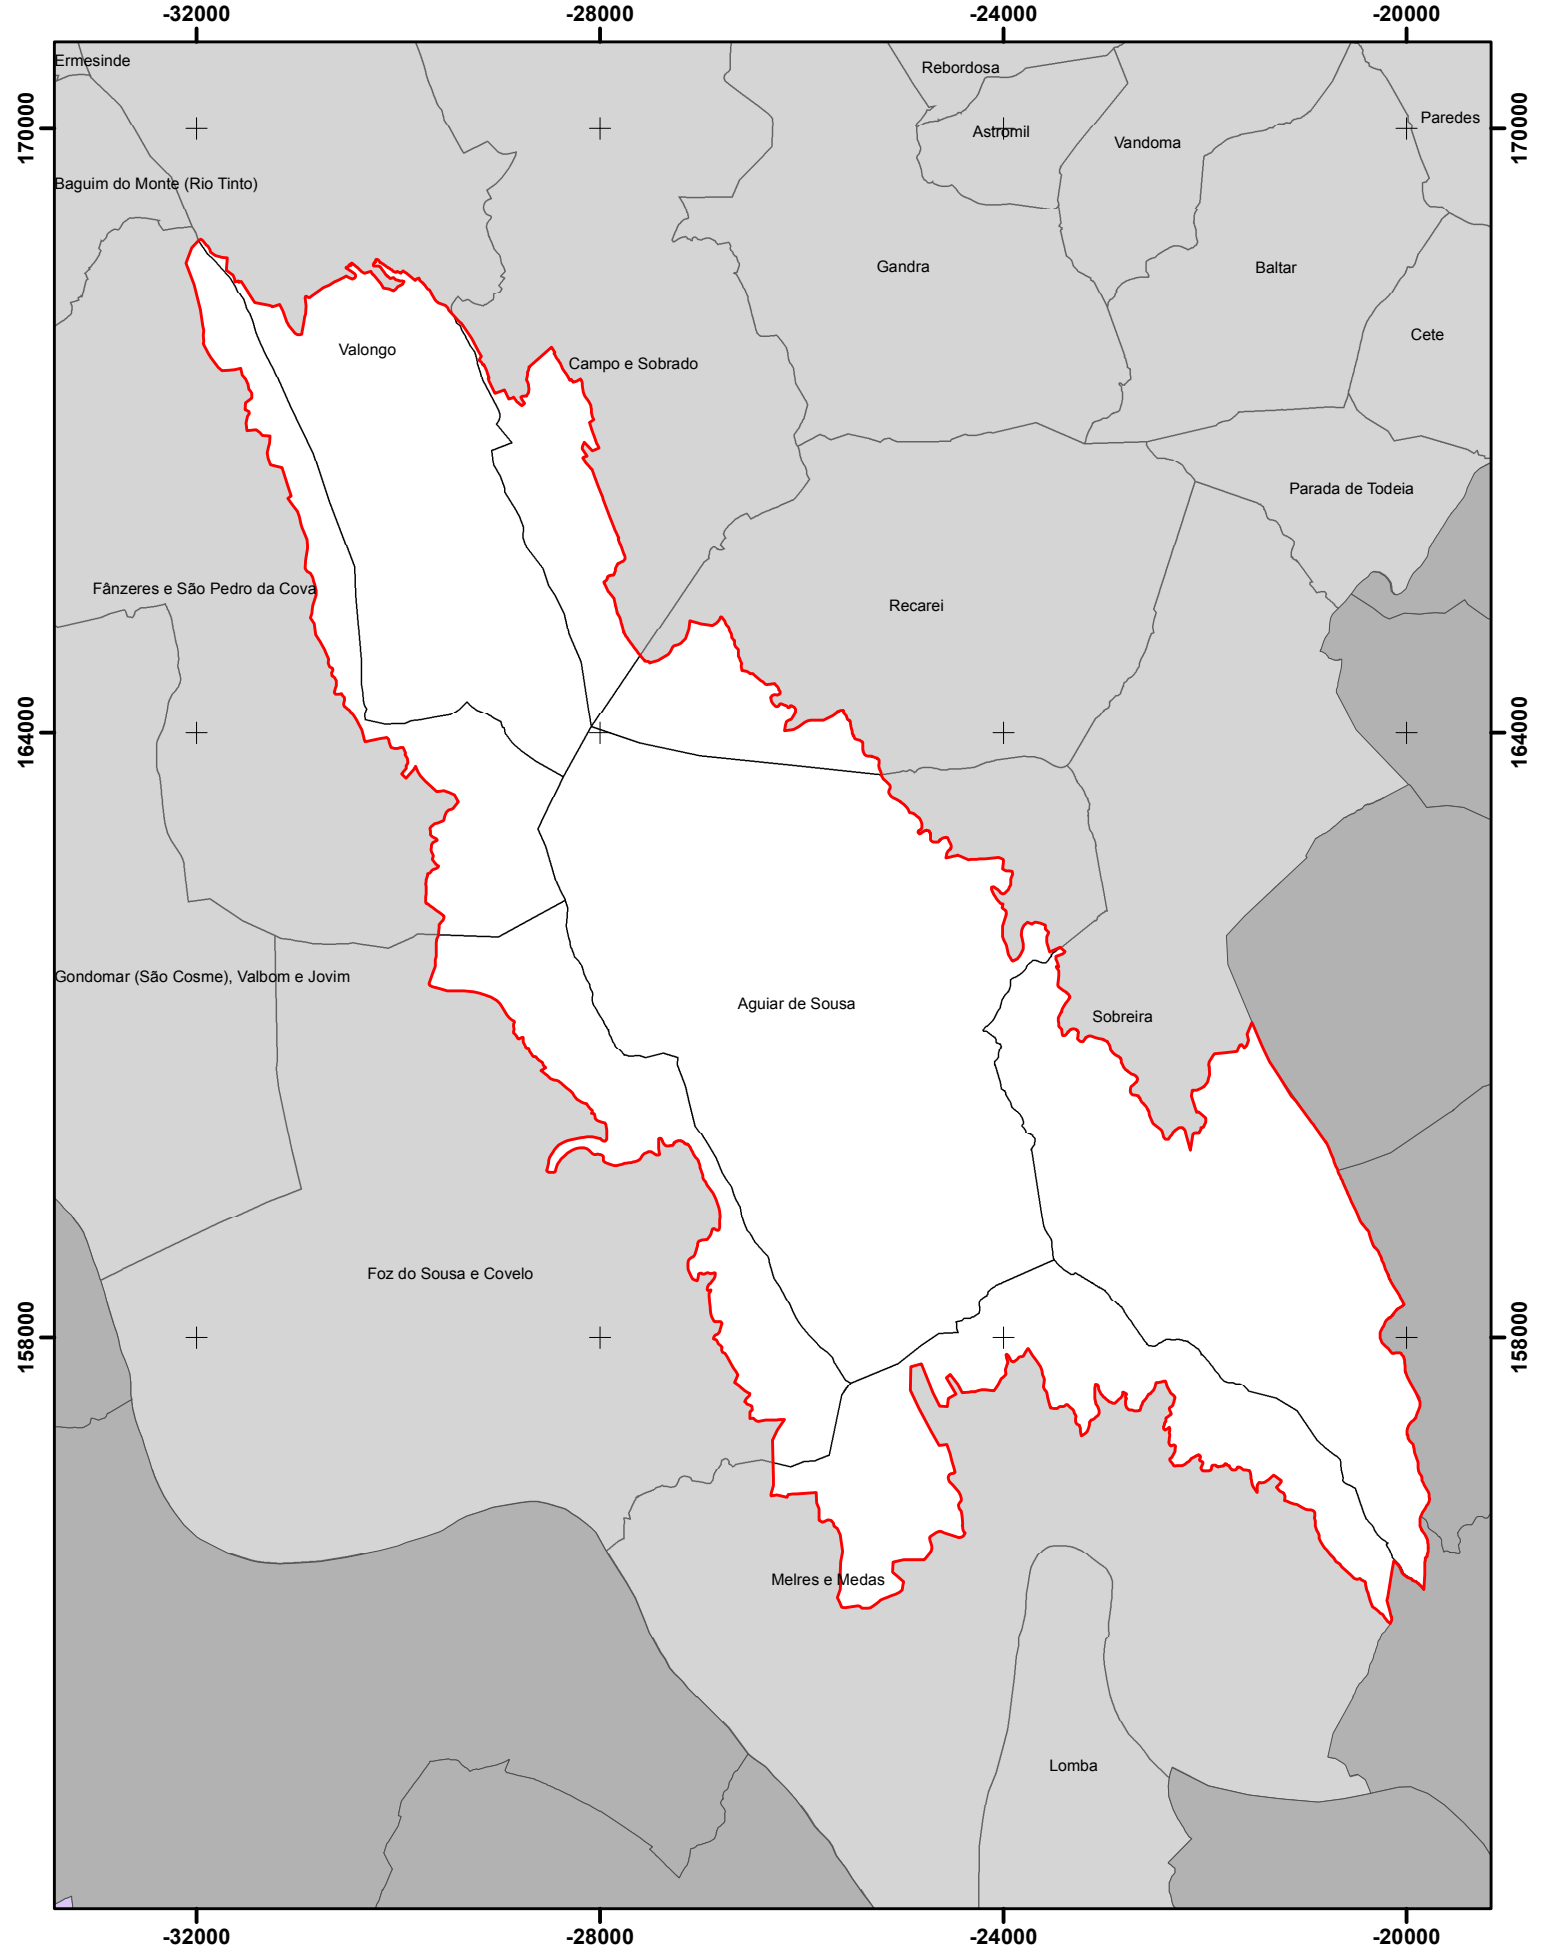 -32000 -28000 -24000 -20000
Ermesinde
Rebordosa
Paredes
170000
Astromil
170000
Vandoma
Baguim do Monte (Rio Tinto)
Gandra
Baltar
Cete
Valongo
Campo e Sobrado
Parada de Todeia
Fânzeres e São Pedro da Cova
Recarei
164000
164000
Gondomar (São Cosme), Valbom e Jovim
Aguiar de Sousa
Sobreira
Foz do Sousa e Covelo
158000
158000
Melres e Medas
Lomba
-32000 -28000 -24000 -20000